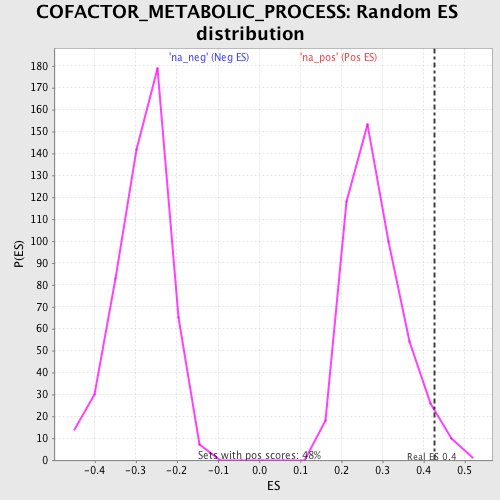 COFACTOR_METABOLIC_PROCESS: Random ES
distribution
'na_neg' (Neg ES)
'na_pos' (Pos ES)
P(ES)
180
170
160
150
140
130
120
110
100
90
80
70
60
50
40
30
20
10
0
Sets with pos scores: 48%
Real ES 0.4
-0.4 -0.3 -0.2 -0.1 0.0 0.1 0.2 0.3 0.4 0.5
ES